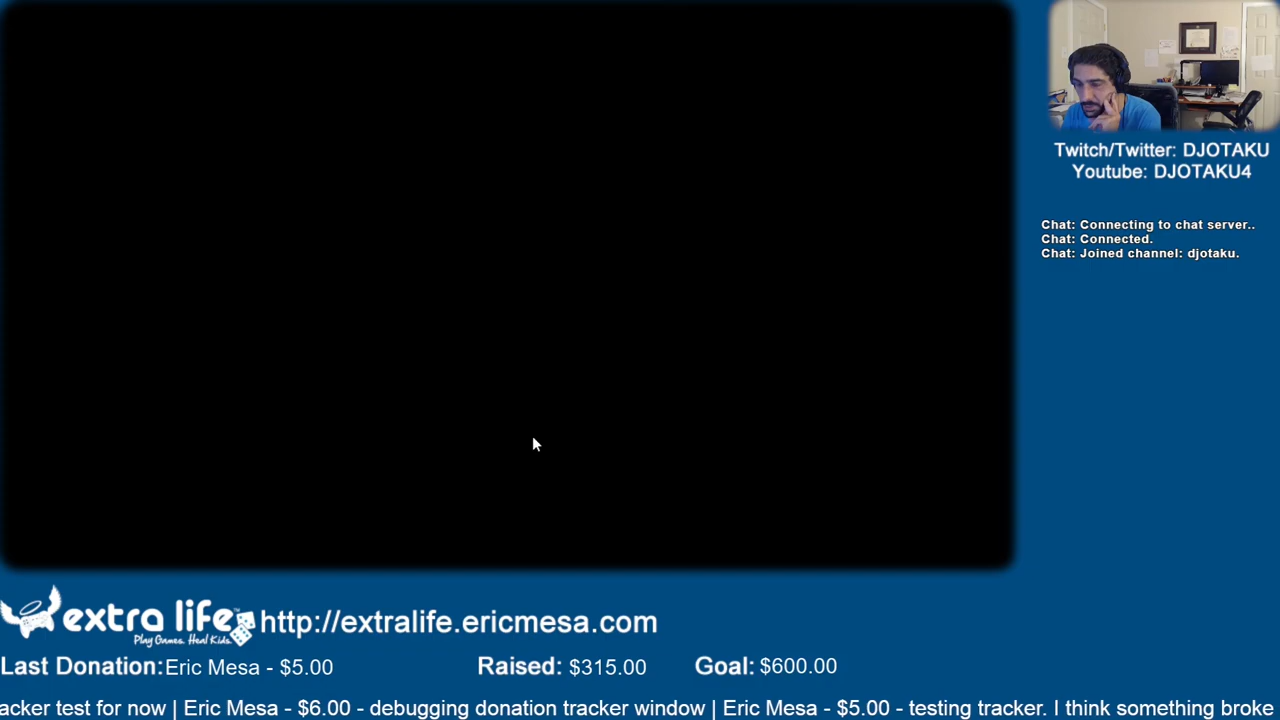 Twitch/Twitter: DJOTAKU
Youtube: DJOTAKU4
Chat: Connecting to chat server..
Chat: Connected.
Chat: Joined channel: djotaku.
extra life
Play Games. Heal Kids.
http://extralife.ericmesa.com
Last Donation: Eric Mesa - $5.00 Raised: $315.00 Goal: $600.00
acker test for now | Eric Mesa - $6.00 - debugging donation tracker window | Eric Mesa - $5.00 - testing tracker. I think something broke